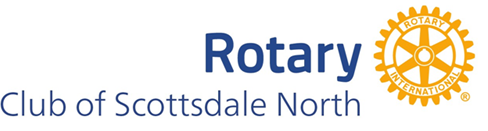 Rotary
Club of Scottsdale North
ROTARY
INTERNATIONAL
®